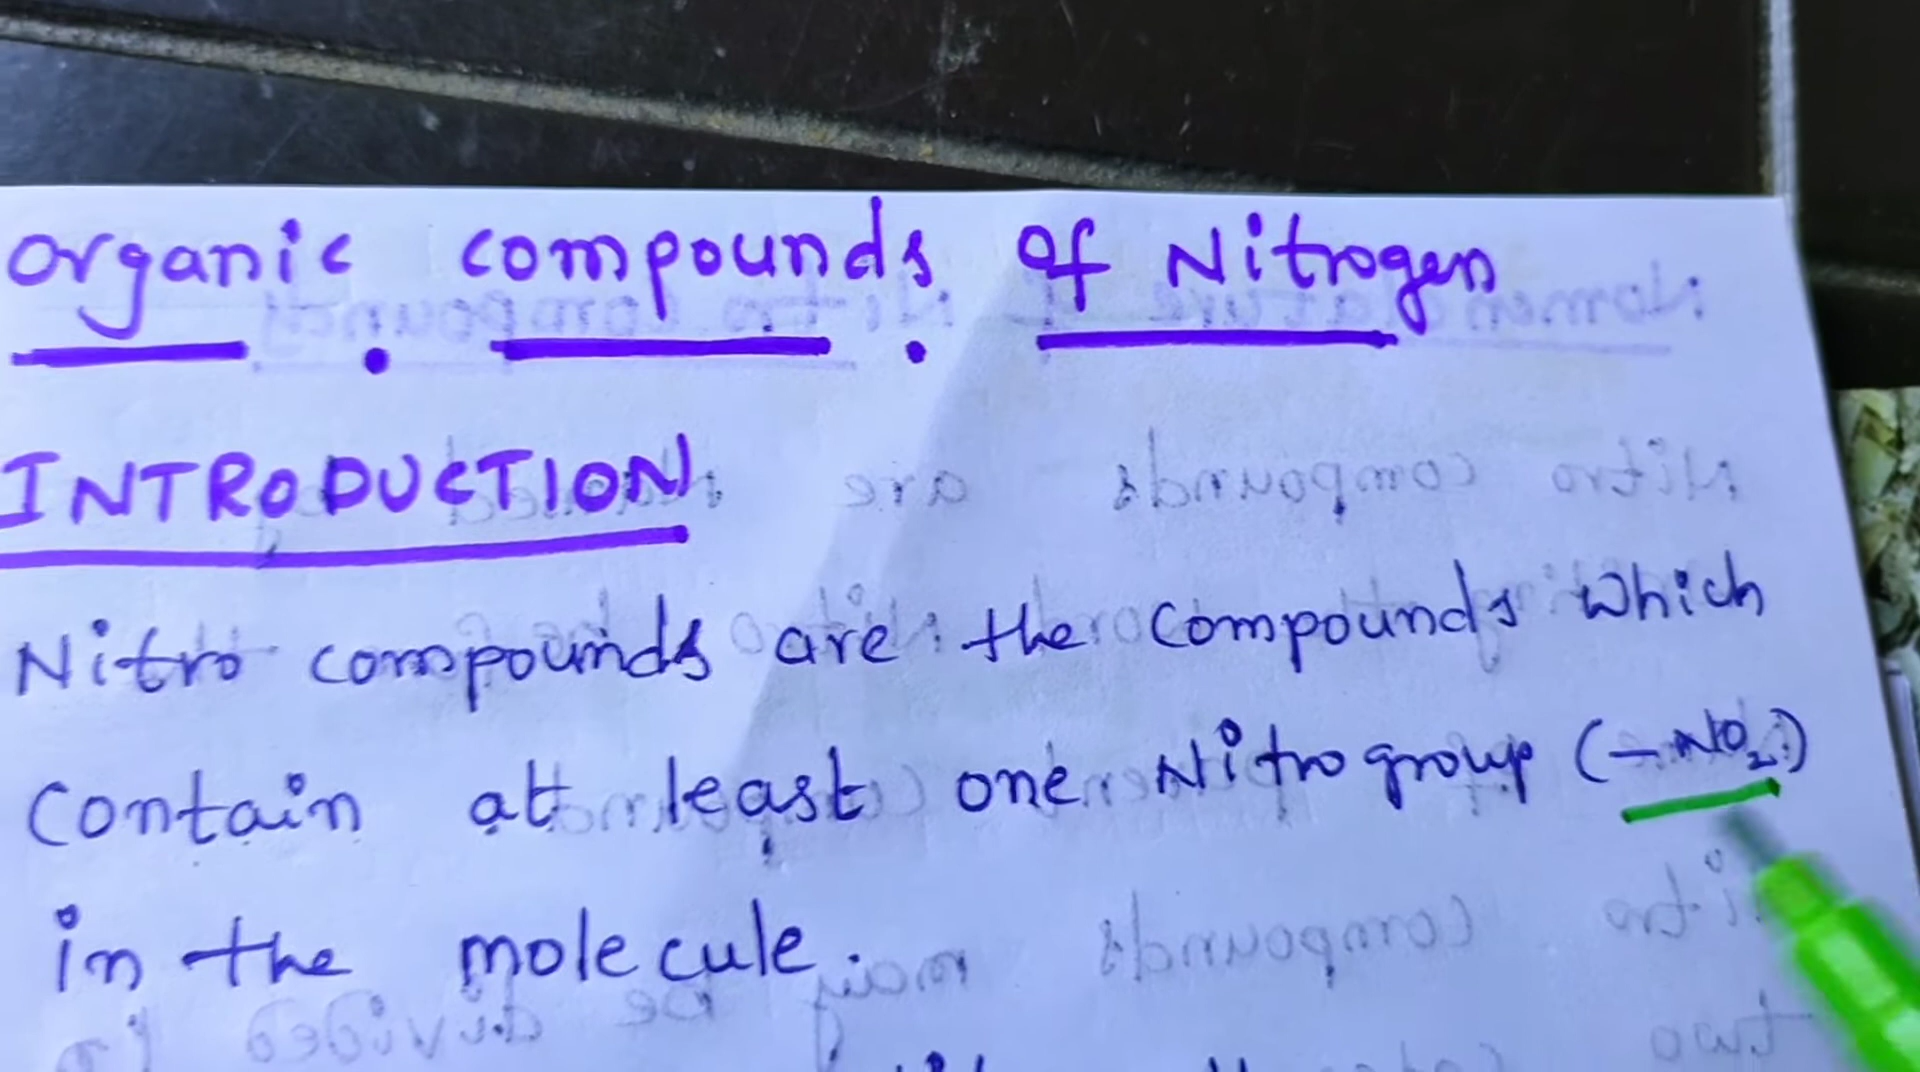 Organic compounds of Nitrogen
INTRODUCTION
Nitro compounds are the compounds which
contain at least one Nitro group (-NO₂)
in the molecule.